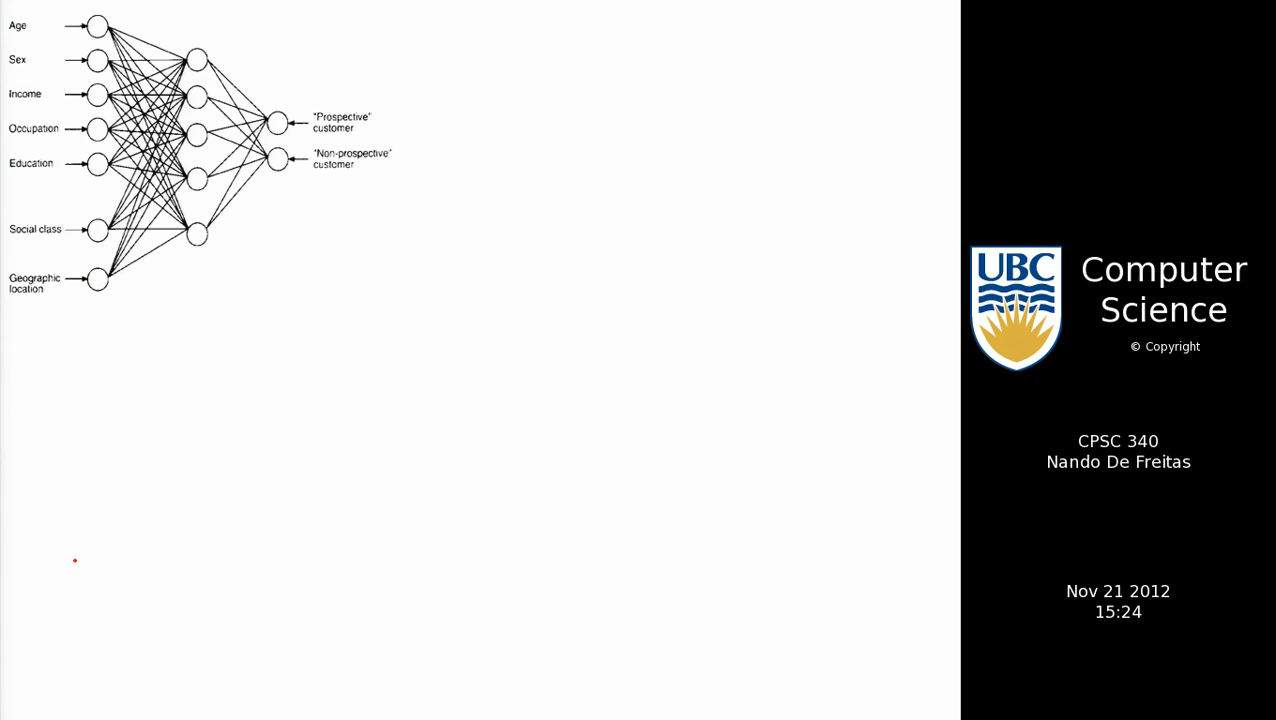 Age
Sex
Income
Occupation
Education
Social class
Geographic
location
"Prospective"
customer
"Non-prospective"
customer
UBC
Computer
Science
© Copyright
CPSC 340
Nando De Freitas
Nov 21 2012
15:24